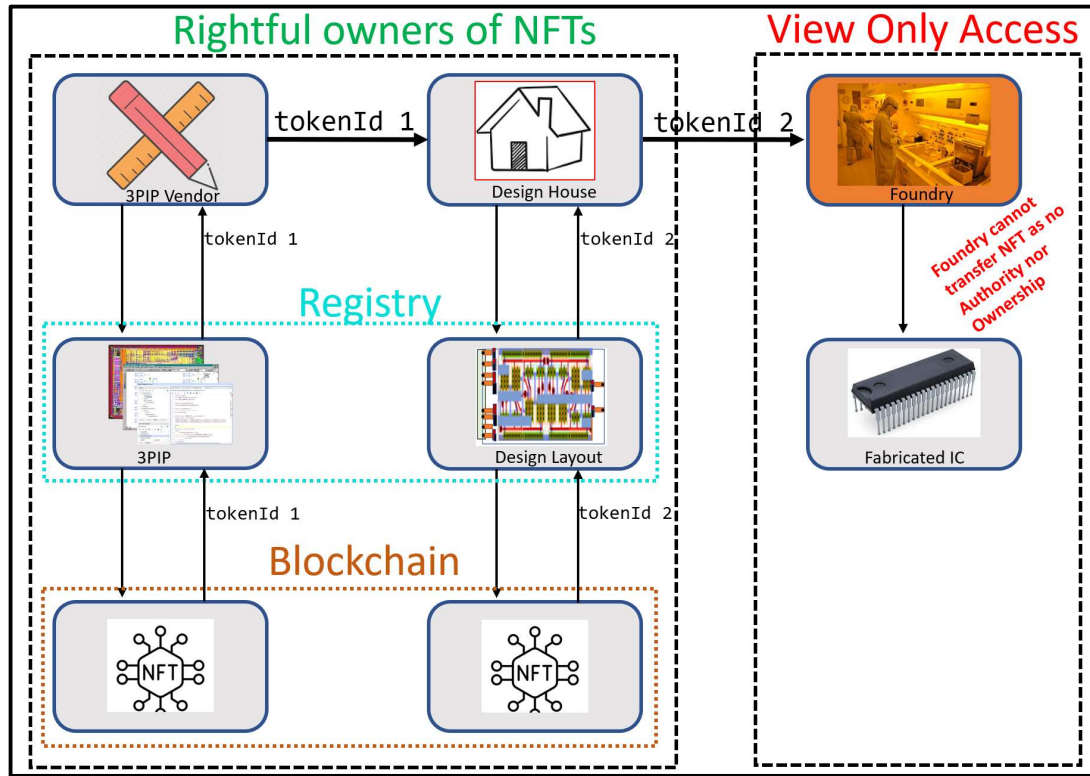 Rightful owners of NFTs
View Only Access
tokenId 1
tokenId 2
3PIP Vendor
Design House
Foundry
tokenId 1
tokenId 2
Foundry cannot
transfer NFT as no
Authority nor
Ownership
Registry
3PIP
Design Layout
Fabricated IC
tokenId 1
tokenId 2
Blockchain
NFT
NFT